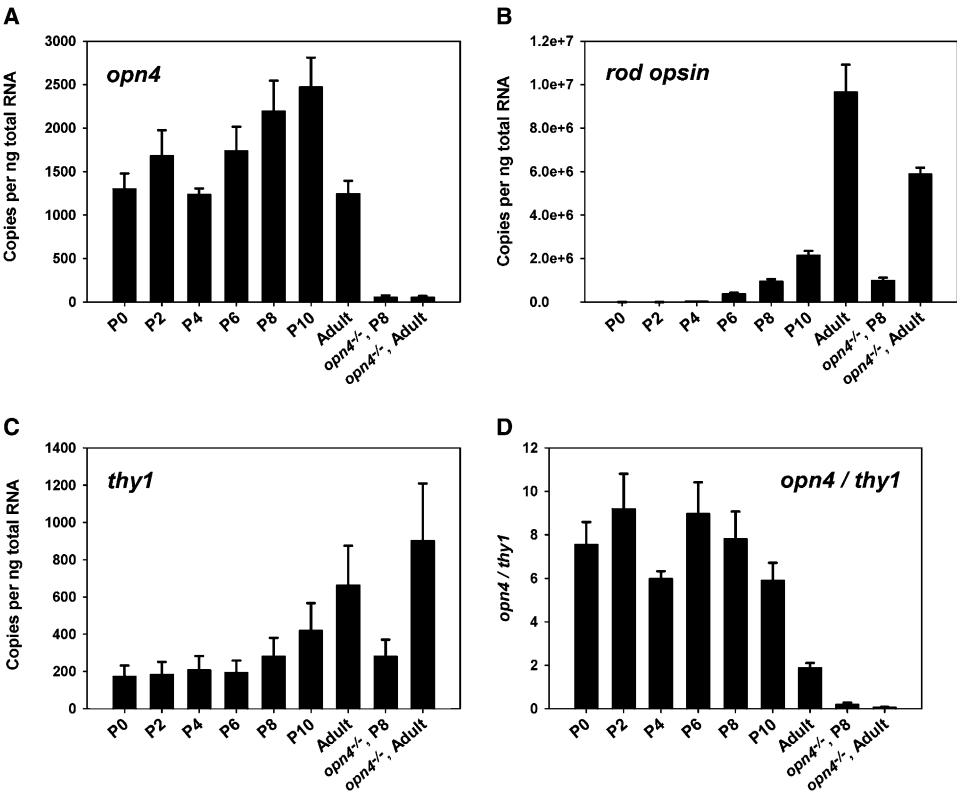 A
opn4
Copies per ng total RNA
3000
2500
2000
1500
1000
500
0
P0 P2 P4 P6 P8 P10 Adult opn4-/-, P8 opn4-/-, Adult
B
rod opsin
Copies per ng total RNA
1.2e+7
1.0e+7
8.0e+6
6.0e+6
4.0e+6
2.0e+6
0.0
P0 P2 P4 P6 P8 P10 Adult opn4-/-, P8 opn4-/-, Adult
C
thy1
Copies per ng total RNA
1400
1200
1000
800
600
400
200
0
P0 P2 P4 P6 P8 P10 Adult opn4-/-, P8 opn4-/-, Adult
D
opn4 / thy1
opn4 / thy1
12
10
8
6
4
2
0
P0 P2 P4 P6 P8 P10 Adult opn4-/-, P8 opn4-/-, Adult